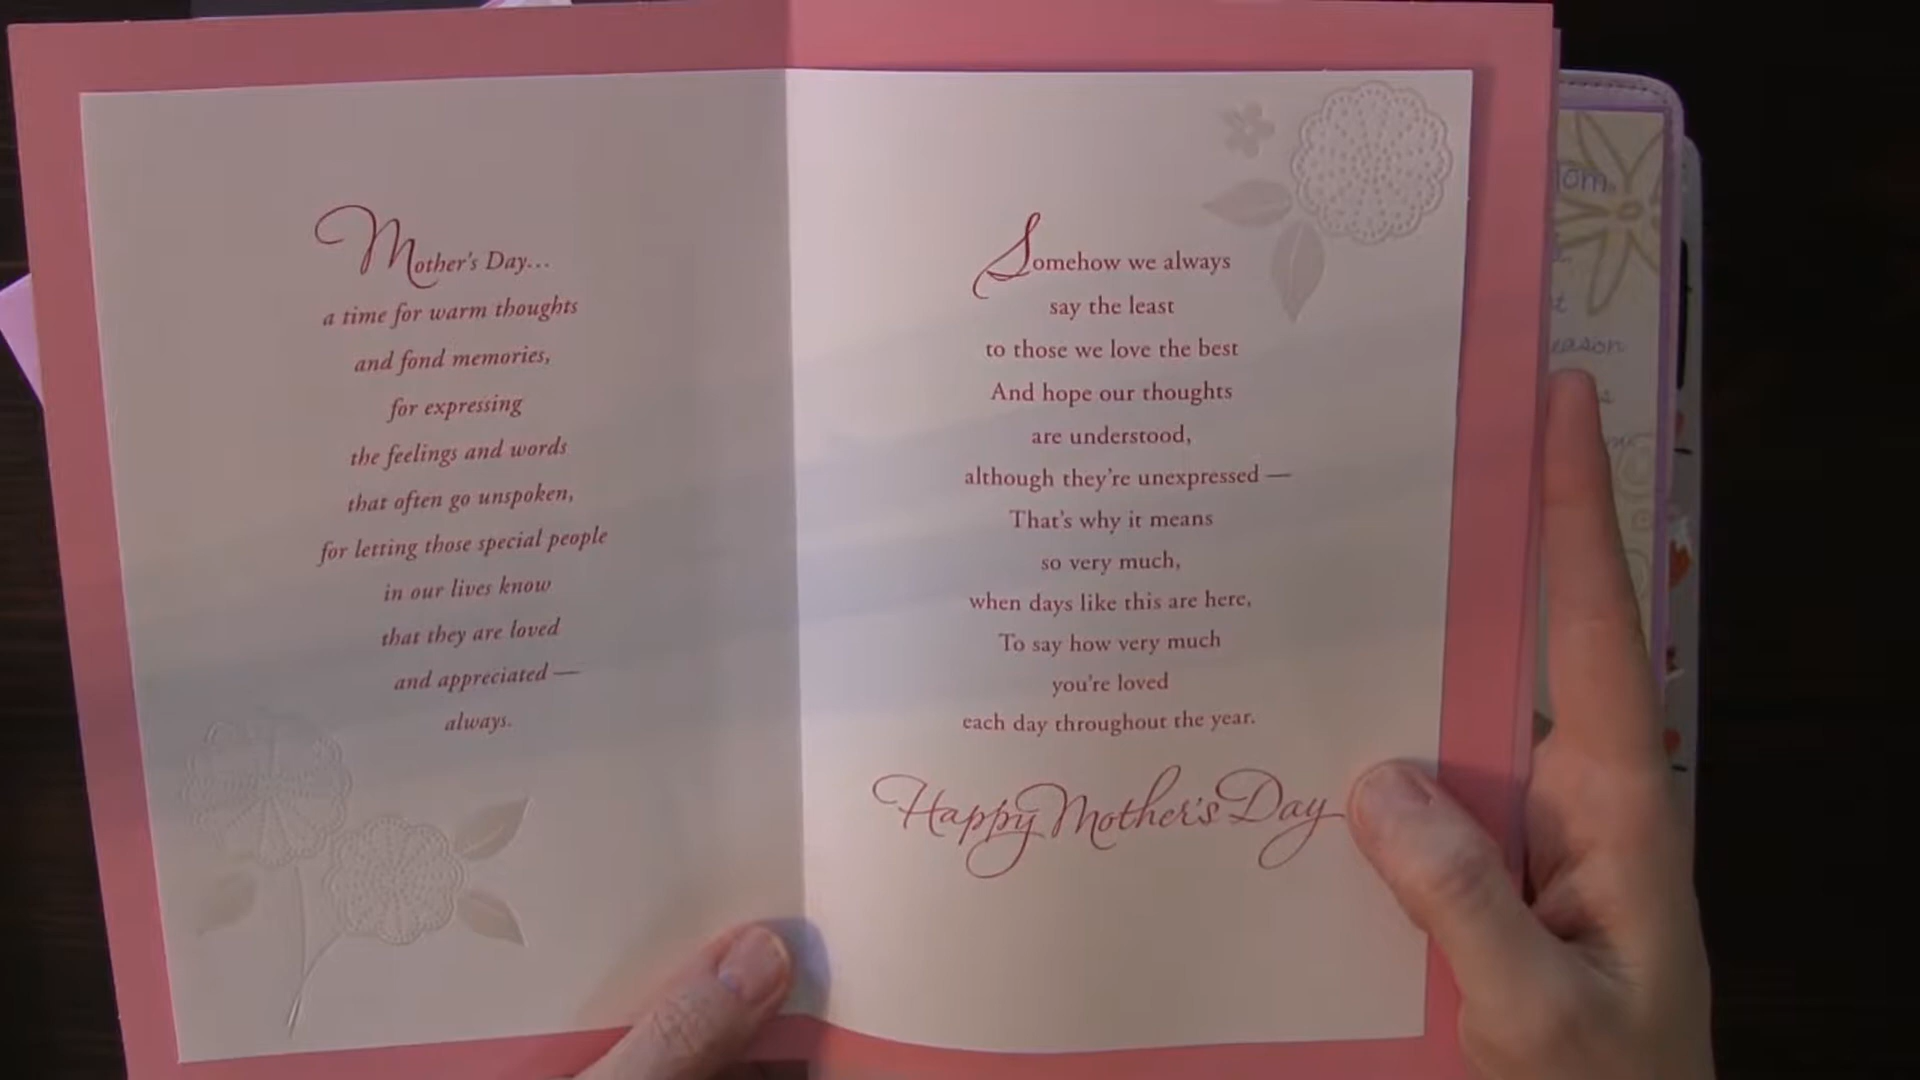 Mother's Day...
a time for warm thoughts
and fond memories,
for expressing
the feelings and words
that often go unspoken,
for letting those special people
in our lives know
that they are loved
and appreciated —
always.
Somehow we always
say the least
to those we love the best
And hope our thoughts
are understood,
although they're unexpressed —
That's why it means
so very much,
when days like this are here,
To say how very much
you're loved
each day throughout the year.
Happy Mother's Day